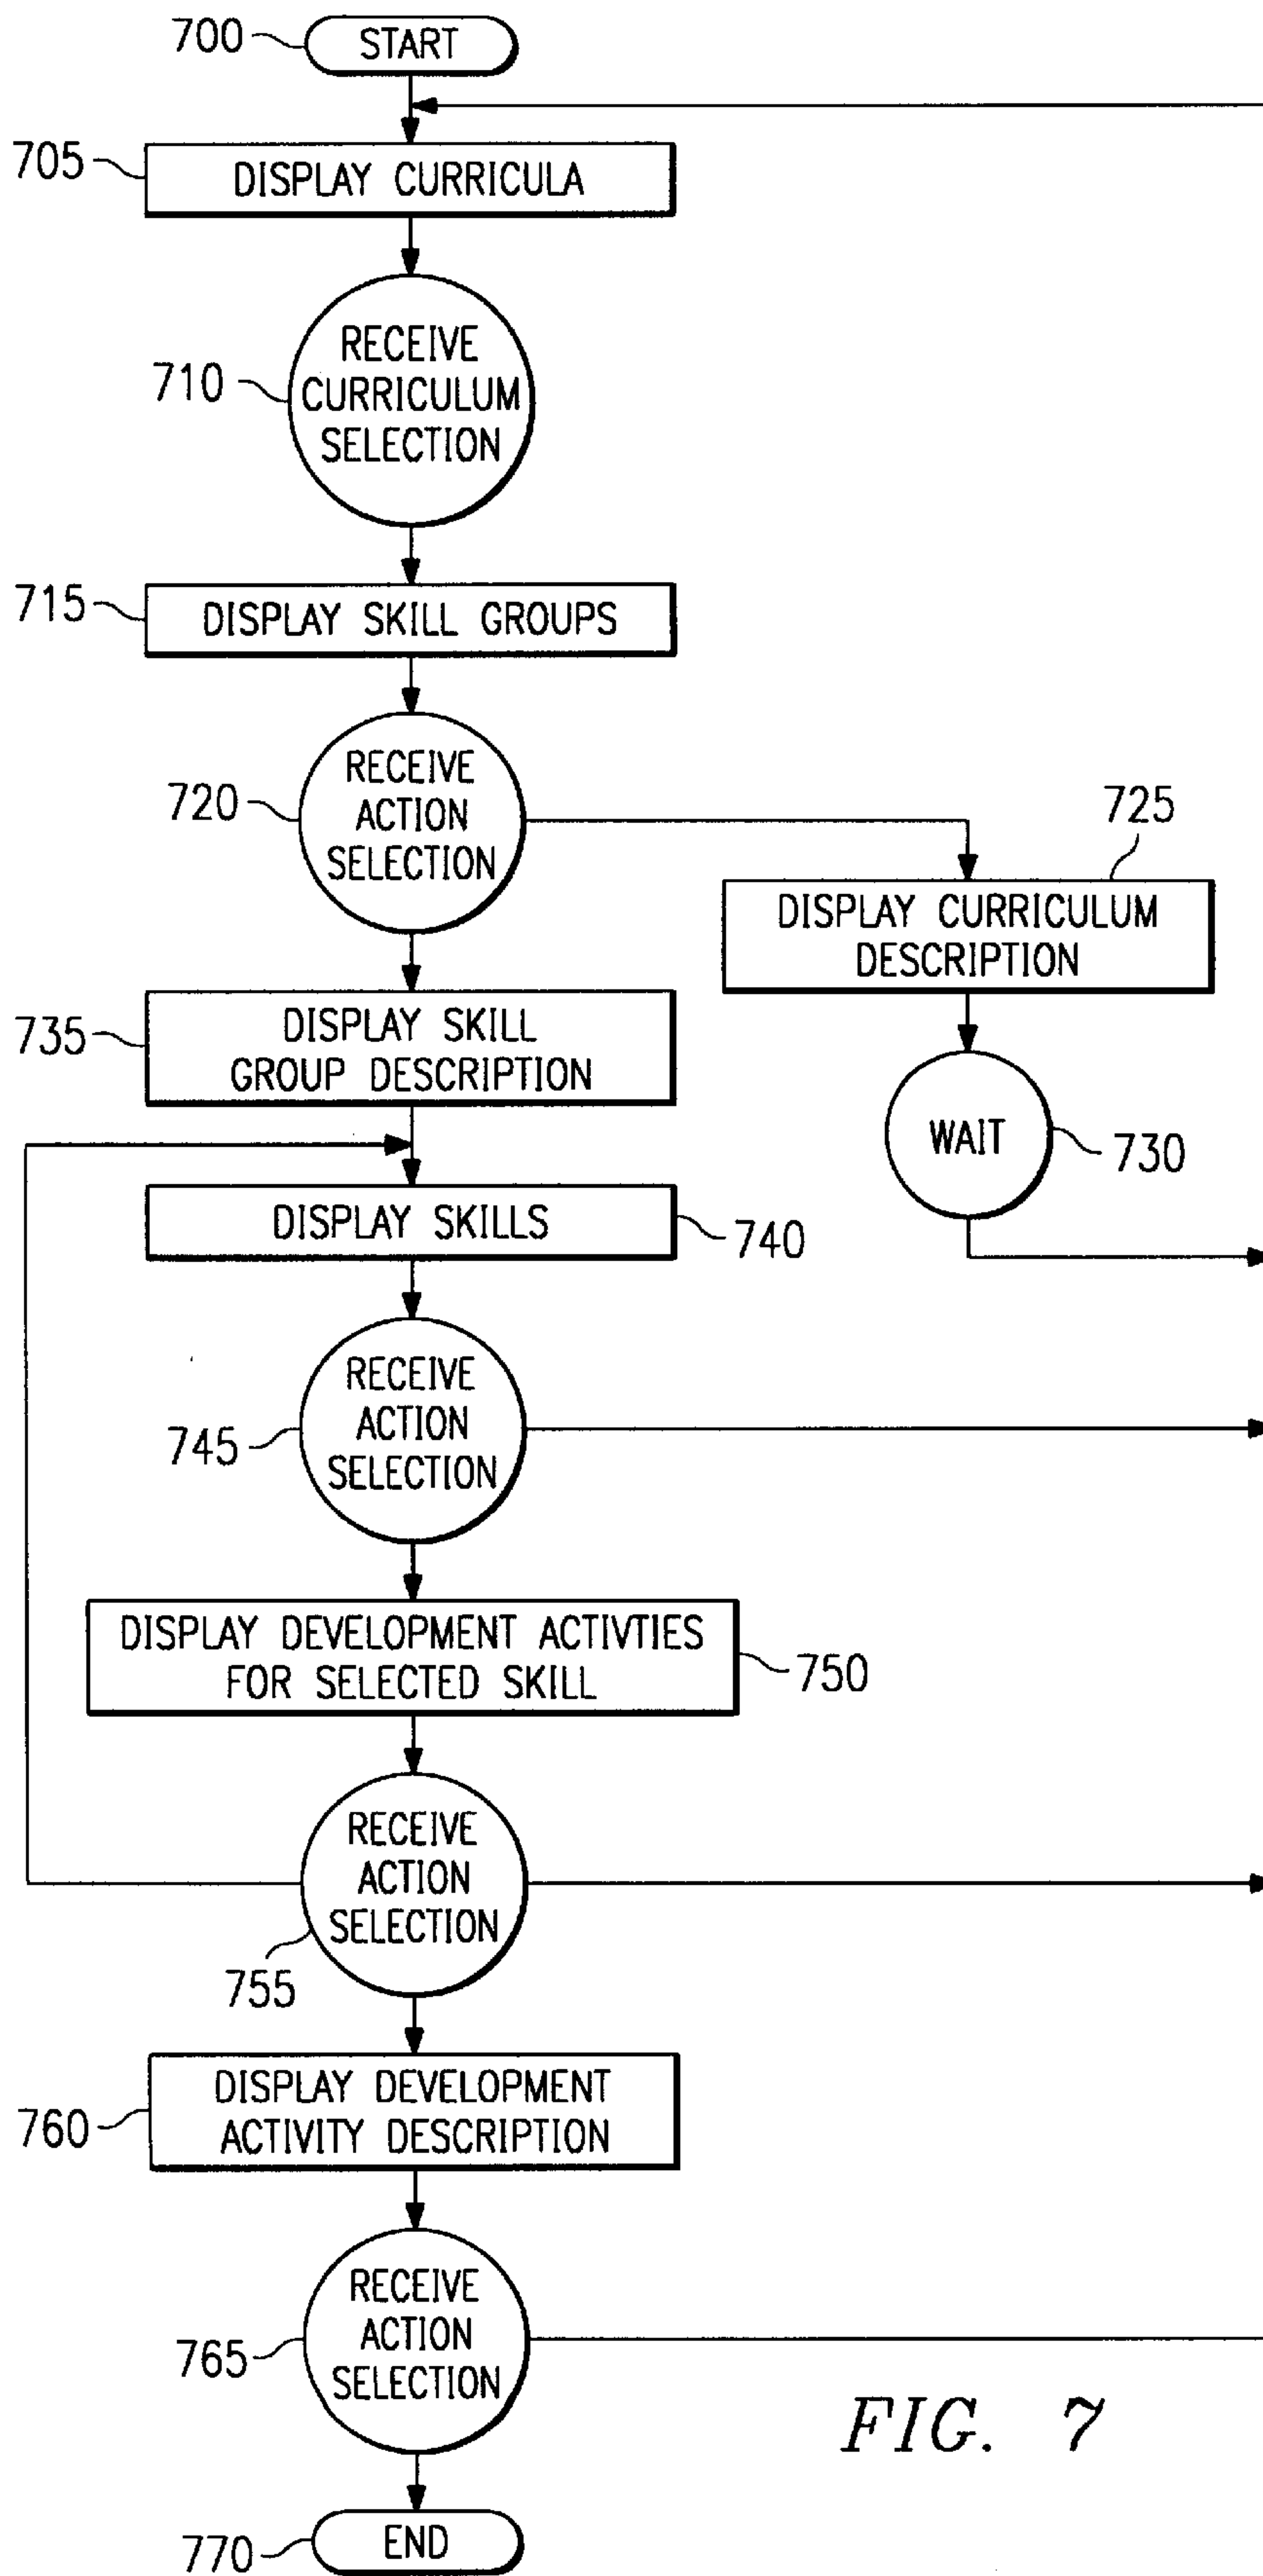 700
START
705
DISPLAY CURRICULA
710
RECEIVE
CURRICULUM
SELECTION
715
DISPLAY SKILL GROUPS
720
RECEIVE
ACTION
SELECTION
725
DISPLAY CURRICULUM
DESCRIPTION
735
DISPLAY SKILL
GROUP DESCRIPTION
WAIT
730
DISPLAY SKILLS
740
745
RECEIVE
ACTION
SELECTION
DISPLAY DEVELOPMENT ACTIVTIES
FOR SELECTED SKILL
750
RECEIVE
ACTION
SELECTION
755
760
DISPLAY DEVELOPMENT
ACTIVITY DESCRIPTION
765
RECEIVE
ACTION
SELECTION
FIG. 7
770
END